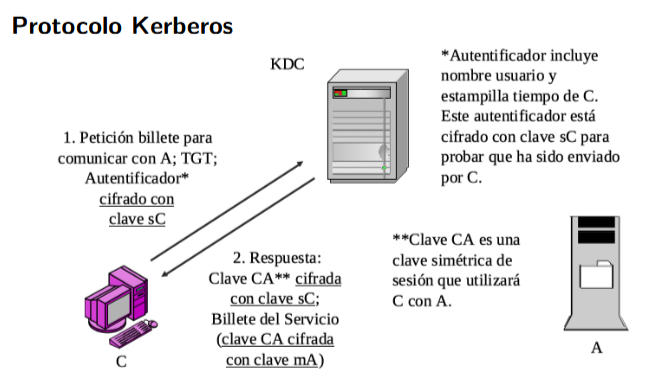 Protocolo Kerberos
KDC
*Autentificador incluye
nombre usuario y
estampilla tiempo de C.
Este autentificador está
cifrado con clave sC para
probar que ha sido enviado
por C.
1. Petición billete para
comunicar con A; TGT;
Autentificador*
cifrado con
clave sC
2. Respuesta:
Clave CA** cifrada
con clave sC;
Billete del Servicio
(clave CA cifrada
con clave mA)
**Clave CA es una
clave simétrica de
sesión que utilizará
C con A.
C
A